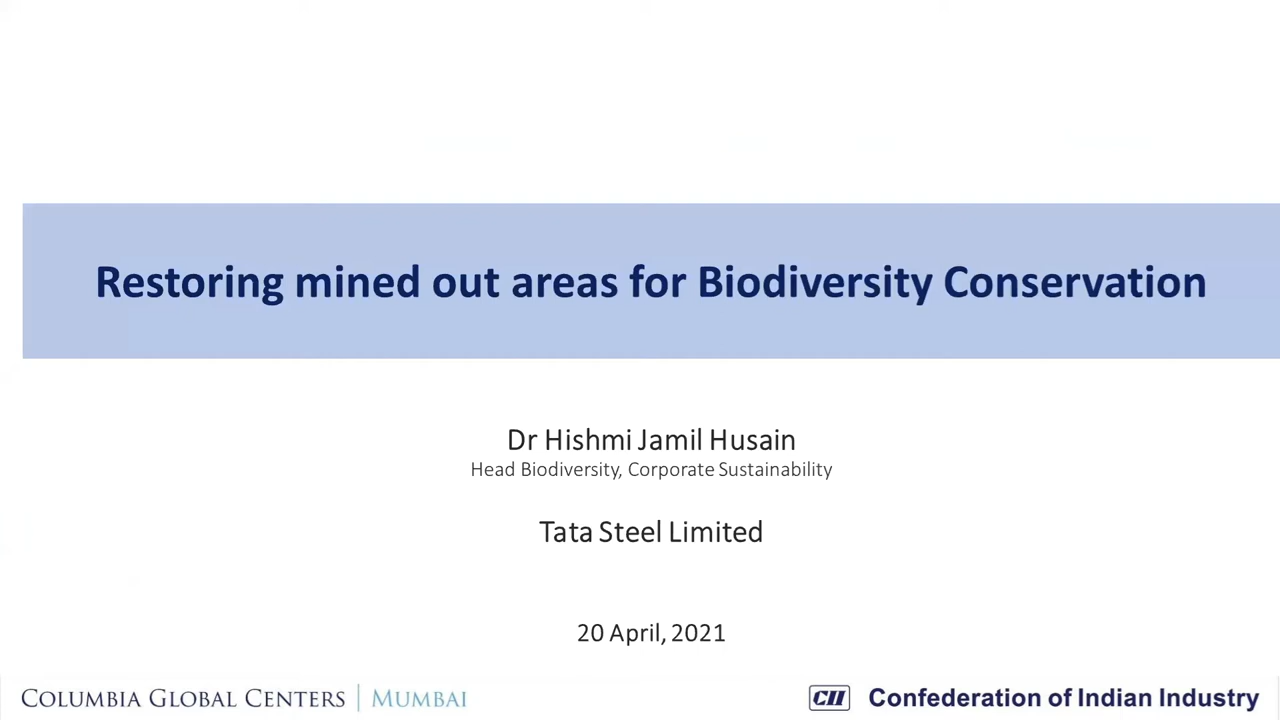 Restoring mined out areas for Biodiversity Conservation
Dr Hishmi Jamil Husain
Head Biodiversity, Corporate Sustainability
Tata Steel Limited
20 April, 2021
COLUMBIA GLOBAL CENTERS | MUMBAI
CII Confederation of Indian Industry